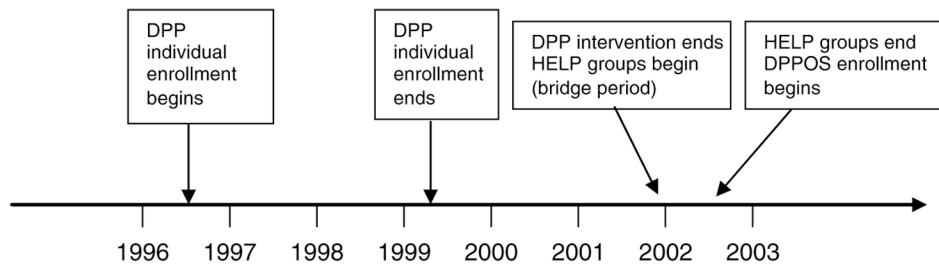 DPP
individual
enrollment
begins
DPP
individual
enrollment
ends
DPP intervention ends
HELP groups begin
(bridge period)
HELP groups end
DPPOS enrollment
begins
1996 1997 1998 1999 2000 2001 2002 2003